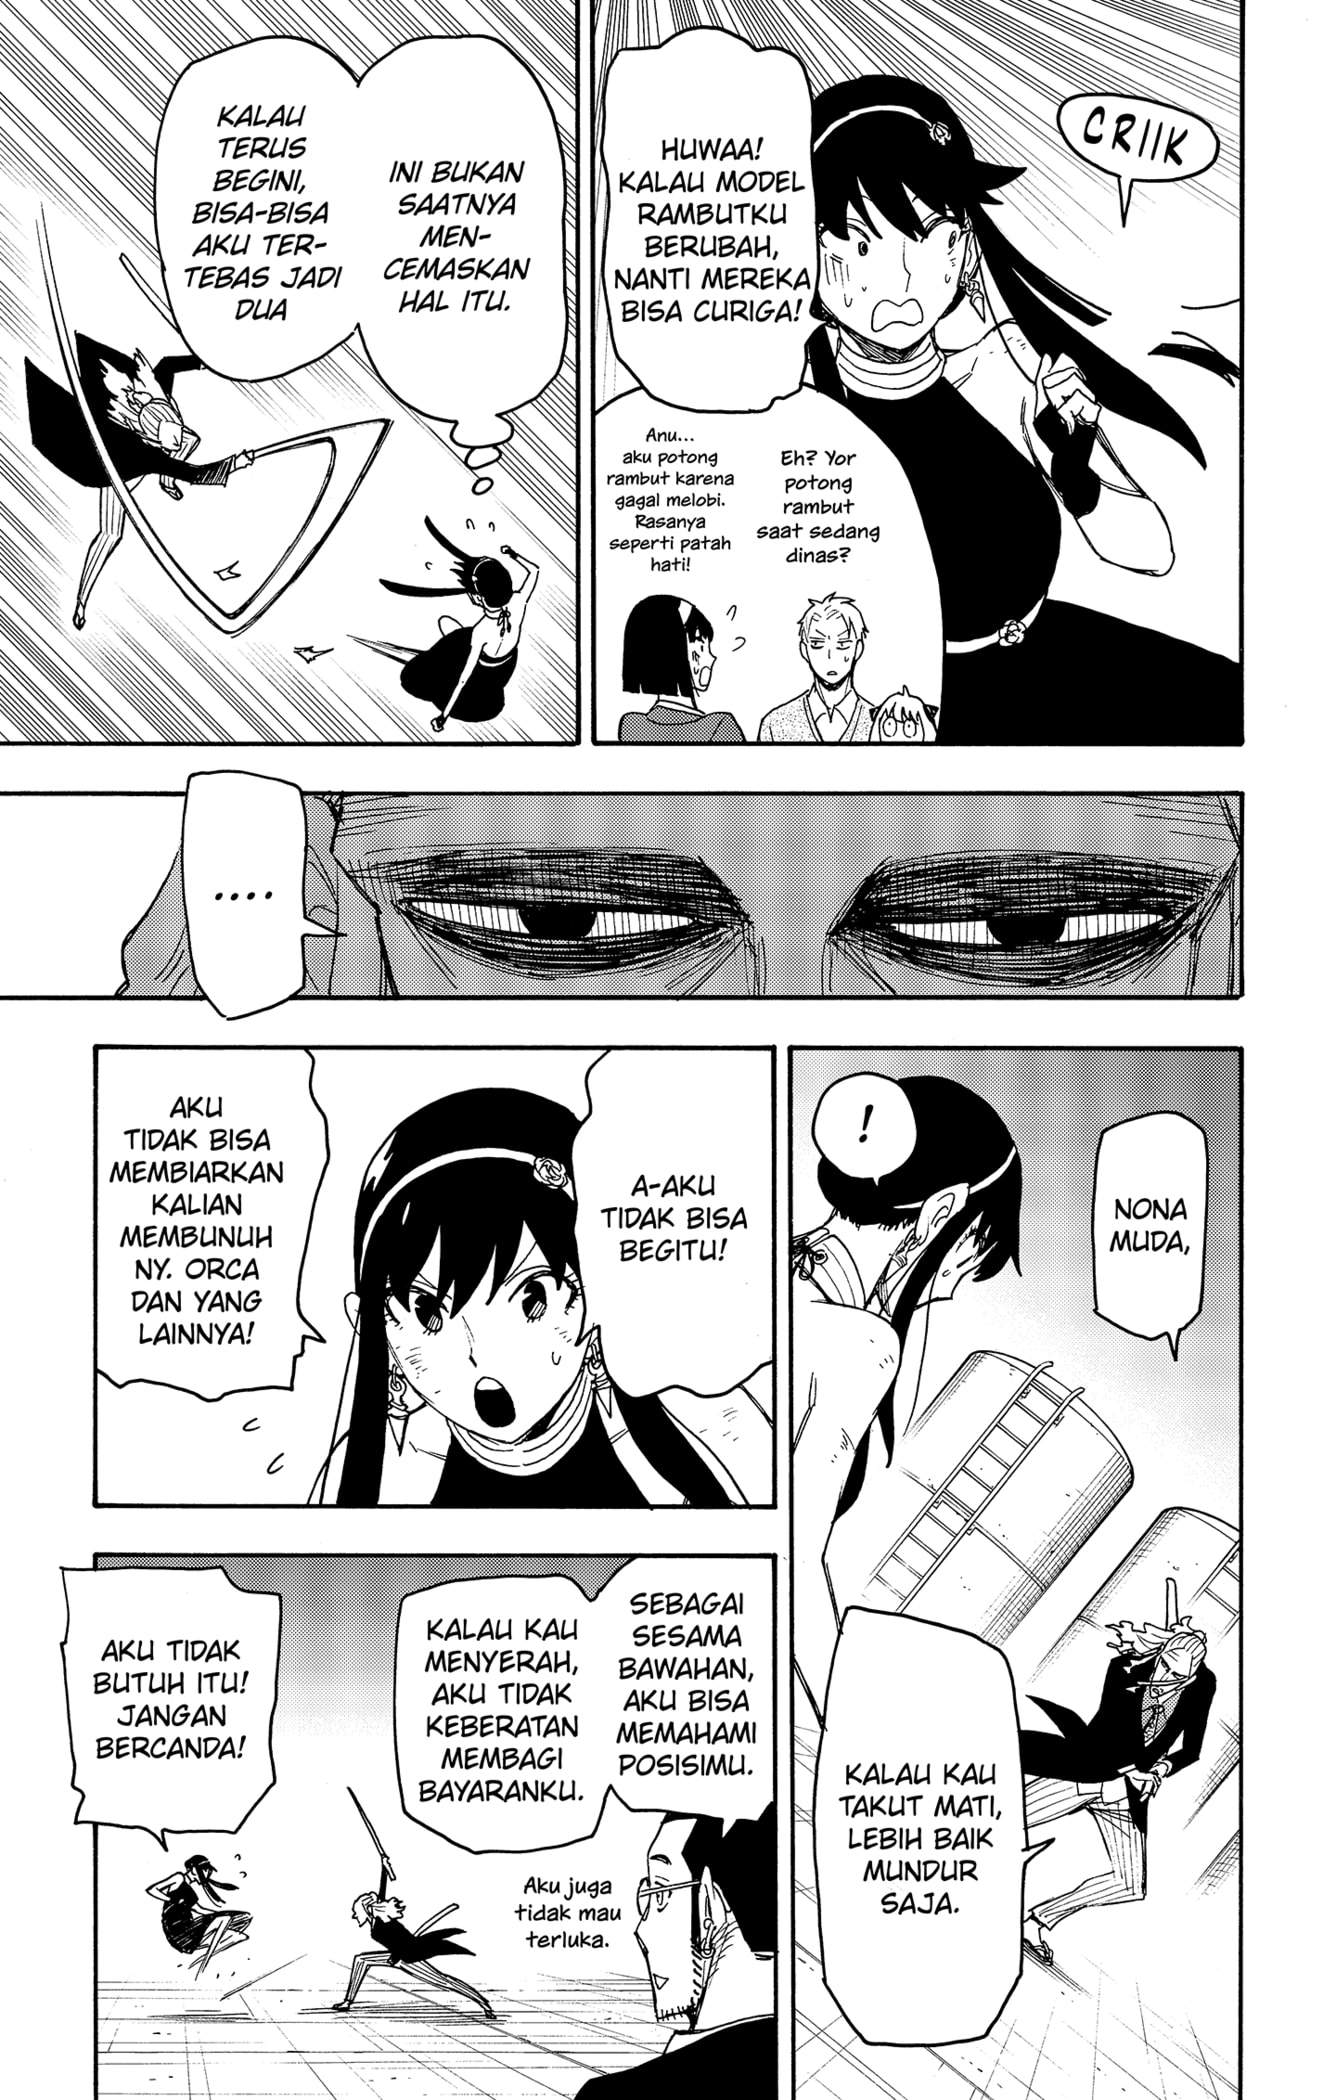 CRIIK
HUWAA!
KALAU MODEL
RAMBUTKU
BERUBAH,
NANTI MEREKA
BISA CURIGA!
Eh? Yor
potong
rambut
saat sedang
dinas?
Anu...
aku potong
rambut karena
gagal melobi.
Rasanya
seperti patah
hati!
INI BUKAN
SAATNYA
MEN-
CEMASKAN
HAL ITU.
KALAU
TERUS
BEGINI,
BISA-BISA
AKU TER-
TEBAS JADI
DUA
....
NONA
MUDA,
!
KALAU KAU
TAKUT MATI,
LEBIH BAIK
MUNDUR
SAJA.
A-AKU
TIDAK BISA
BEGITU!
AKU
TIDAK BISA
MEMBIARKAN
KALIAN
MEMBUNUH
NY. ORCA
DAN YANG
LAINNYA!
SEBAGAI
SESAMA
BAWAHAN,
AKU BISA
MEMAHAMI
POSISIMU.
KALAU KAU
MENYERAH,
AKU TIDAK
KEBERATAN
MEMBAGI
BAYARANKU.
Aku juga
tidak mau
terluka.
AKU TIDAK
BUTUH ITU!
JANGAN
BERCANDA!